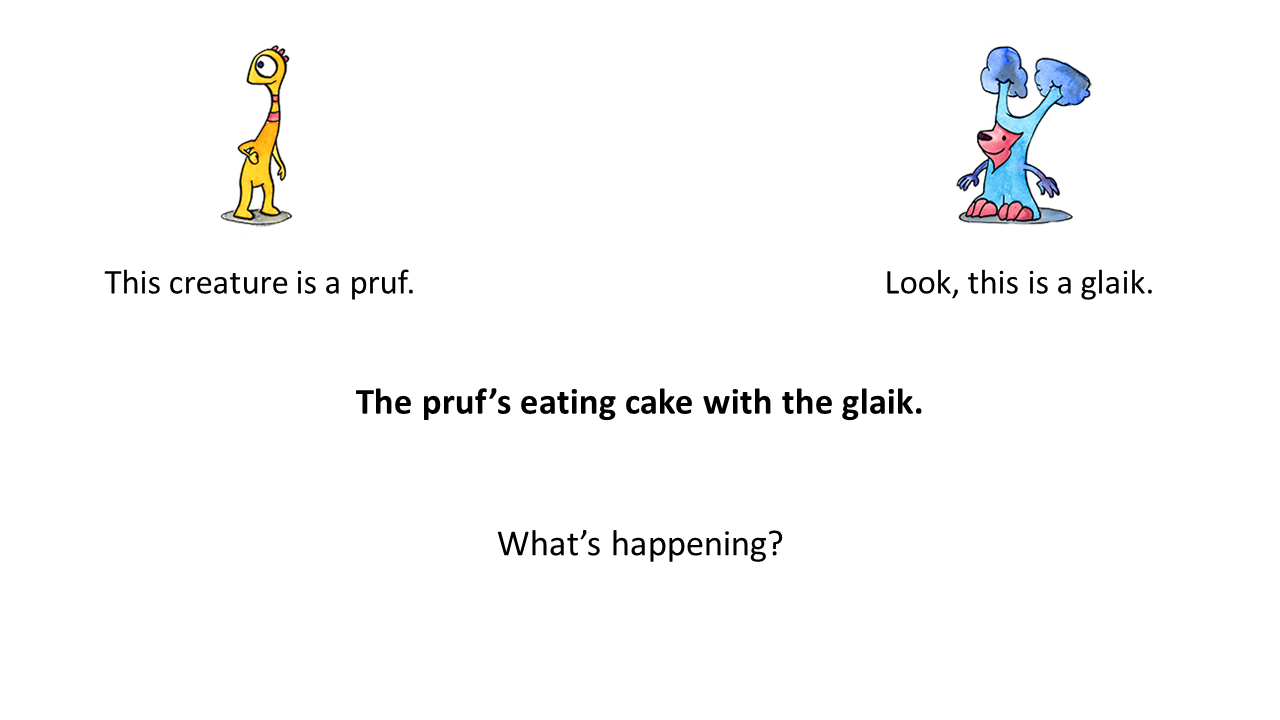 This creature is a pruf.
Look, this is a glaik.
The pruf’s eating cake with the glaik.
What’s happening?